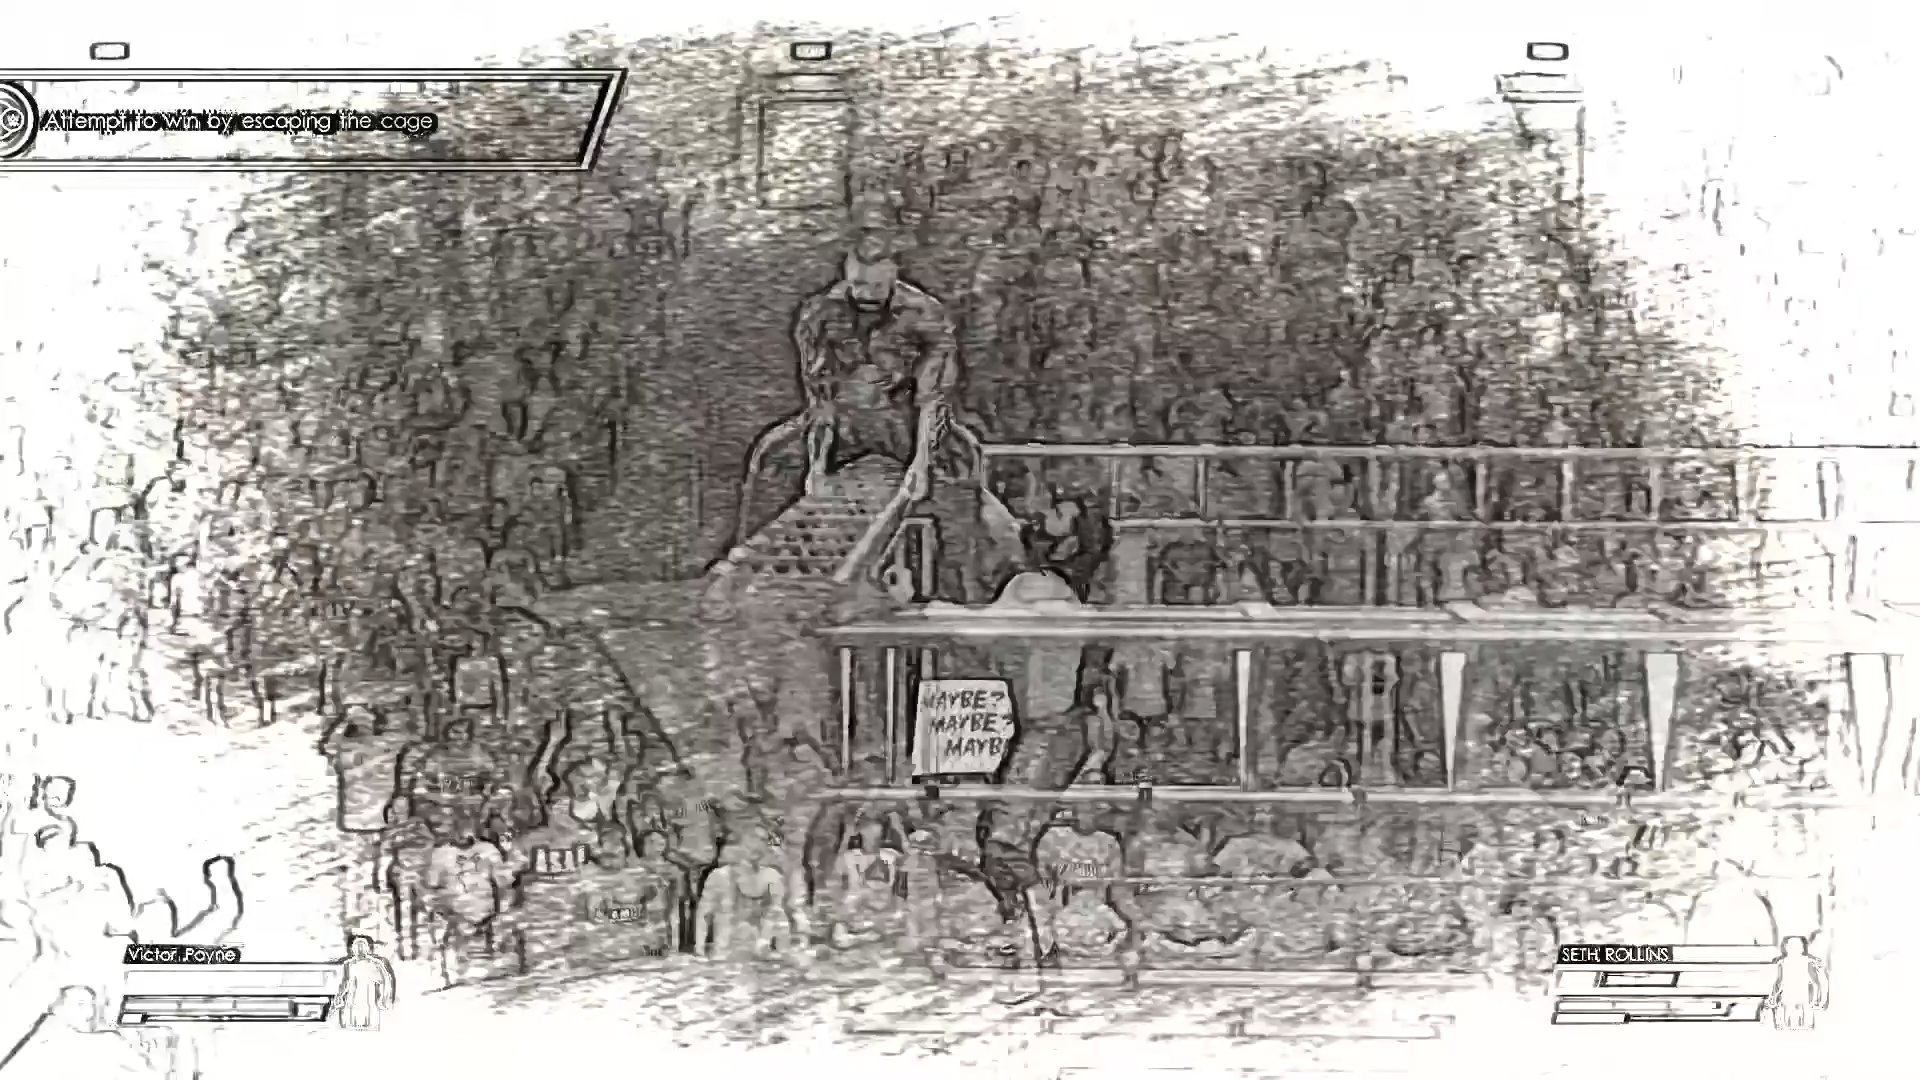 Attempt to win by escaping the cage
MAYBE?
MAYBE?
MAYB
Victor Payne
SETH ROLLINS